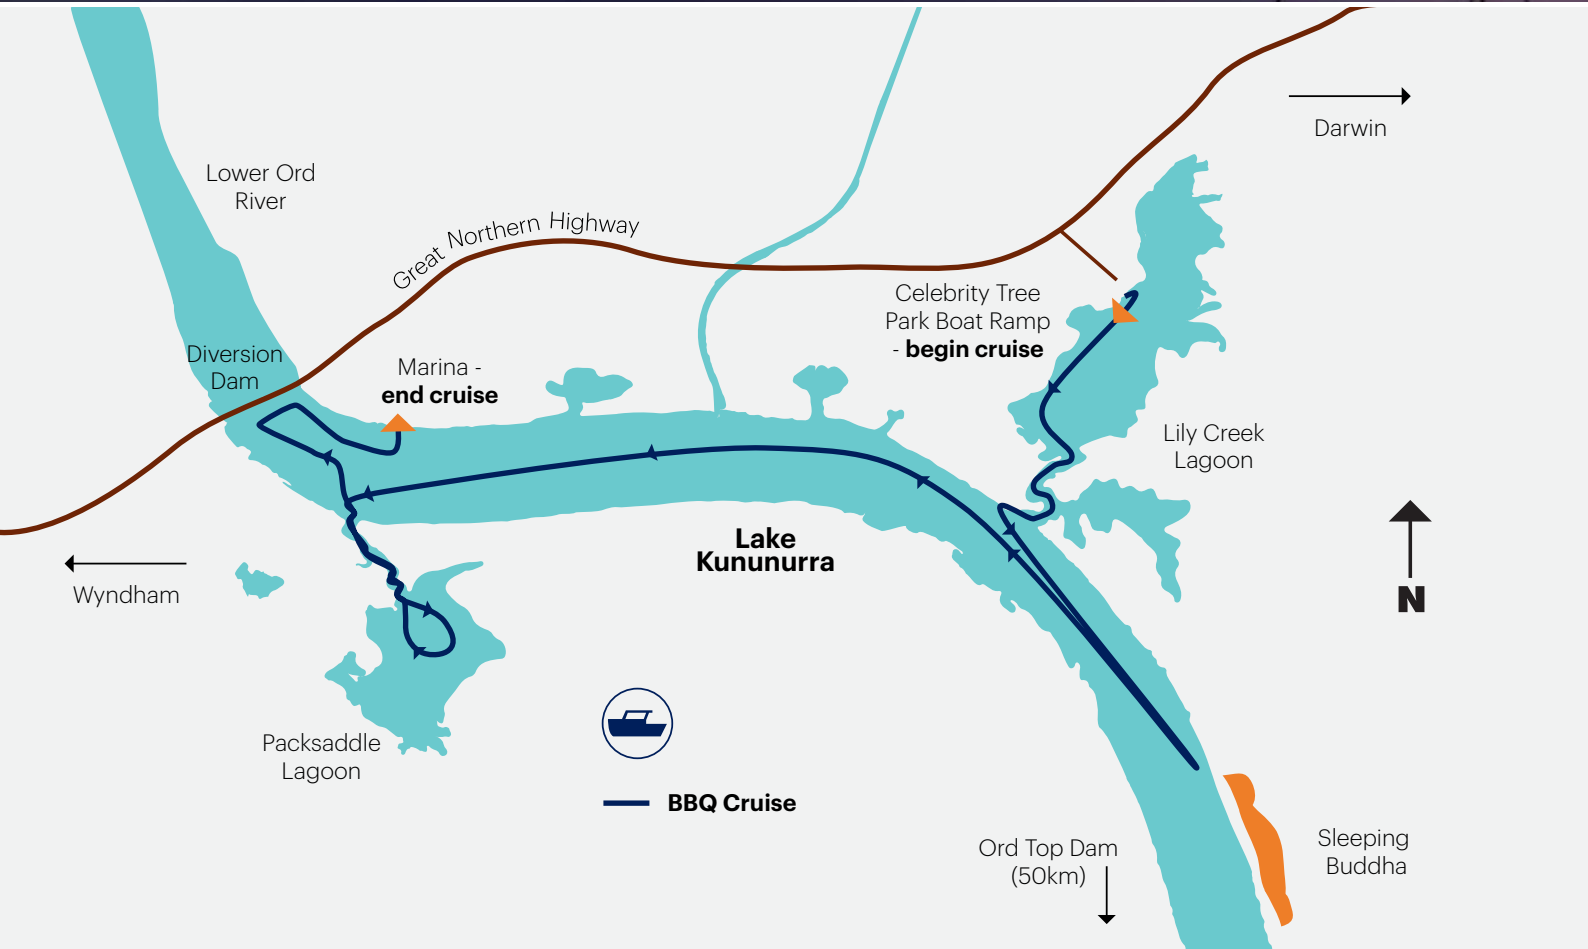 Darwin
Lower Ord
River
Great Northern Highway
Celebrity Tree
Park Boat Ramp
- begin cruise
Diversion
Dam
Marina -
end cruise
Lily Creek
Lagoon
Lake
Kununurra
Wyndham
N
Packsaddle
Lagoon
BBQ Cruise
Ord Top Dam
(50km)
Sleeping
Buddha